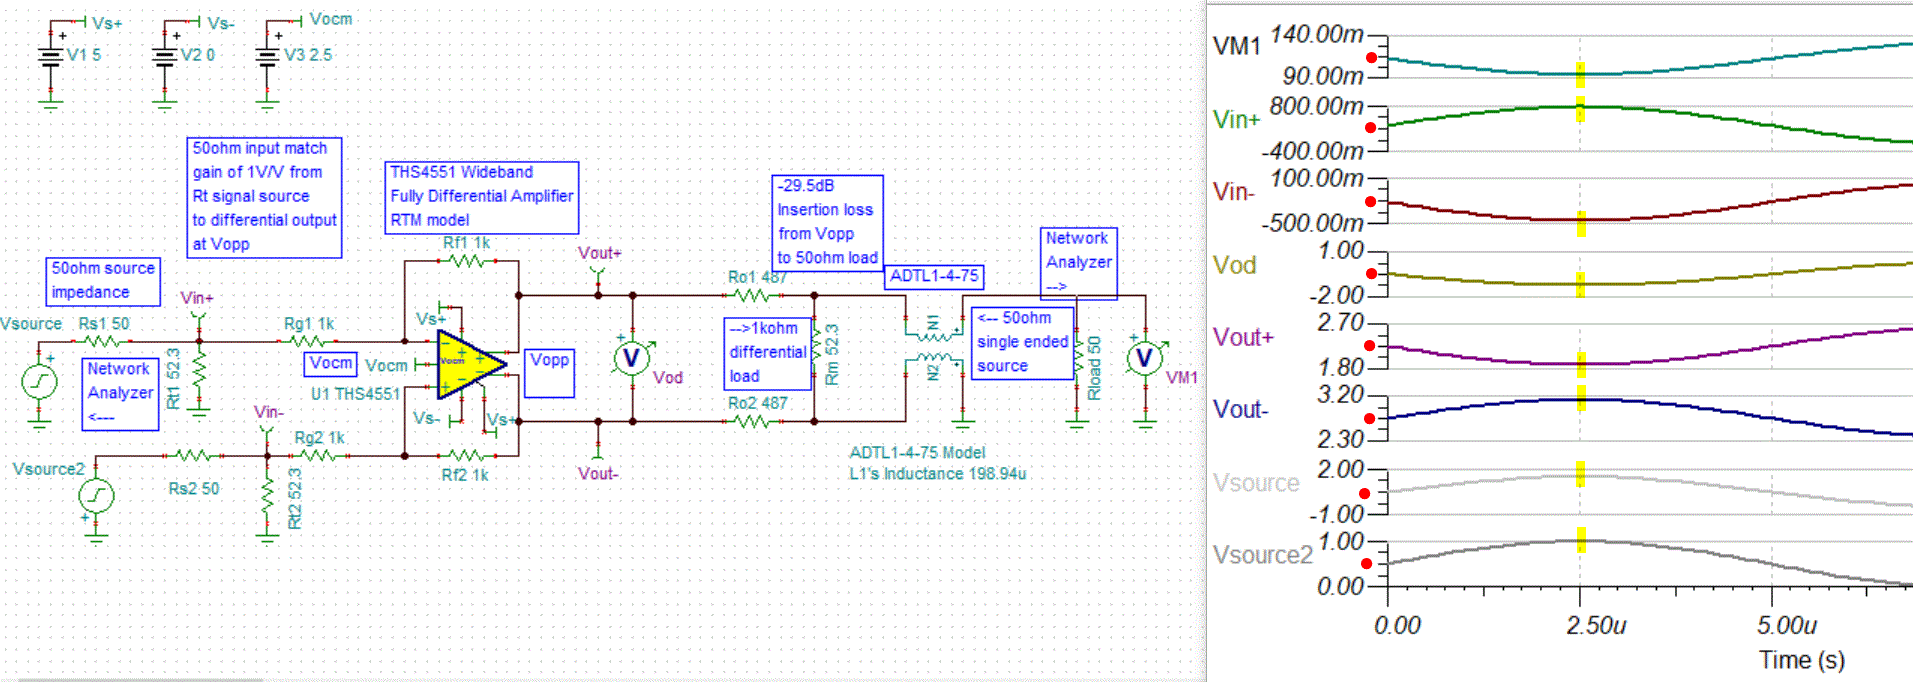 Vs+
Vs-
Vocm
V1 5
V2 0
V3 2.5
50ohm input match
gain of 1V/V from
Rt signal source
to differential output
at Vopp
THS4551 Wideband
Fully Differential Amplifier
RTM model
-29.5dB
Insertion loss
from Vopp
to 50ohm load
Network
Analyzer
-->
50ohm source
impedance
Rf1 1k
Vout+
Ro1 487
ADTL1-4-75
Vin+
Vsource
Rs1 50
Rg1 1k
Vs+
-->1kohm
differential
load
<-- 50ohm
single ended
source
N1
N2
Rt1 52.3
Network
Analyzer
<---
Vocm
Vocm
Vocm
U1 THS4551
Vopp
V
Vod
Rm 52.3
Rload 50
V
VM1
Vin-
Vs-
Vs+
Ro2 487
Rg2 1k
Rf2 1k
Vout-
Vsource2
Rs2 50
Rt2 52.3
ADTL1-4-75 Model
L1's Inductance 198.94u
VM1
140.00m
90.00m
Vin+
800.00m
-400.00m
Vin-
100.00m
-500.00m
Vod
1.00
-2.00
Vout+
2.70
1.80
Vout-
3.20
2.30
Vsource
2.00
-1.00
Vsource2
1.00
0.00
0.00
2.50u
5.00u
Time (s)